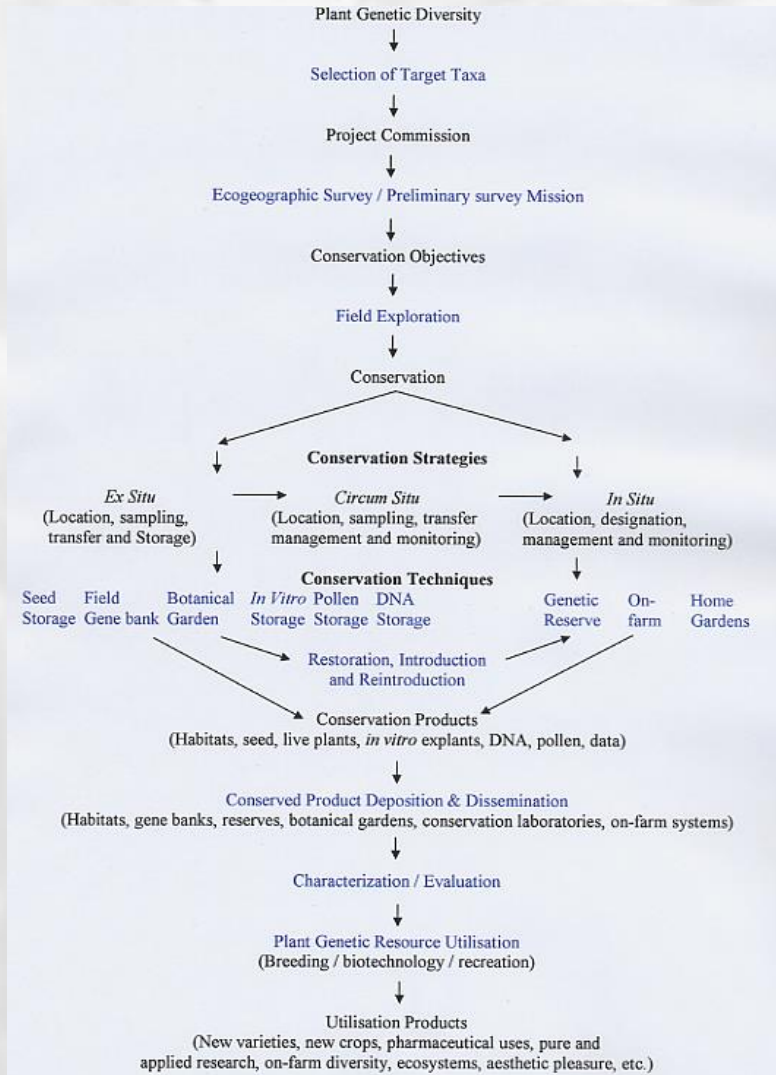 Plant Genetic Diversity
Selection of Target Taxa
Project Commission
Ecogeographic Survey / Preliminary survey Mission
Conservation Objectives
Field Exploration
Conservation
Conservation Strategies
Ex Situ
(Location, sampling,
transfer and Storage)
Circum Situ
(Location, sampling, transfer
management and monitoring)
In Situ
(Location, designation,
management and monitoring)
Conservation Techniques
Seed
Storage
Field
Gene bank
Botanical
Garden
In Vitro
Storage
Pollen
Storage
DNA
Storage
Genetic
Reserve
On-
farm
Home
Gardens
Restoration, Introduction
and Reintroduction
Conservation Products
(Habitats, seed, live plants, in vitro explants, DNA, pollen, data)
Conserved Product Deposition & Dissemination
(Habitats, gene banks, reserves, botanical gardens, conservation laboratories, on-farm systems)
Characterization / Evaluation
Plant Genetic Resource Utilisation
(Breeding / biotechnology / recreation)
Utilisation Products
(New varieties, new crops, pharmaceutical uses, pure and
applied research, on-farm diversity, ecosystems, aesthetic pleasure, etc.)